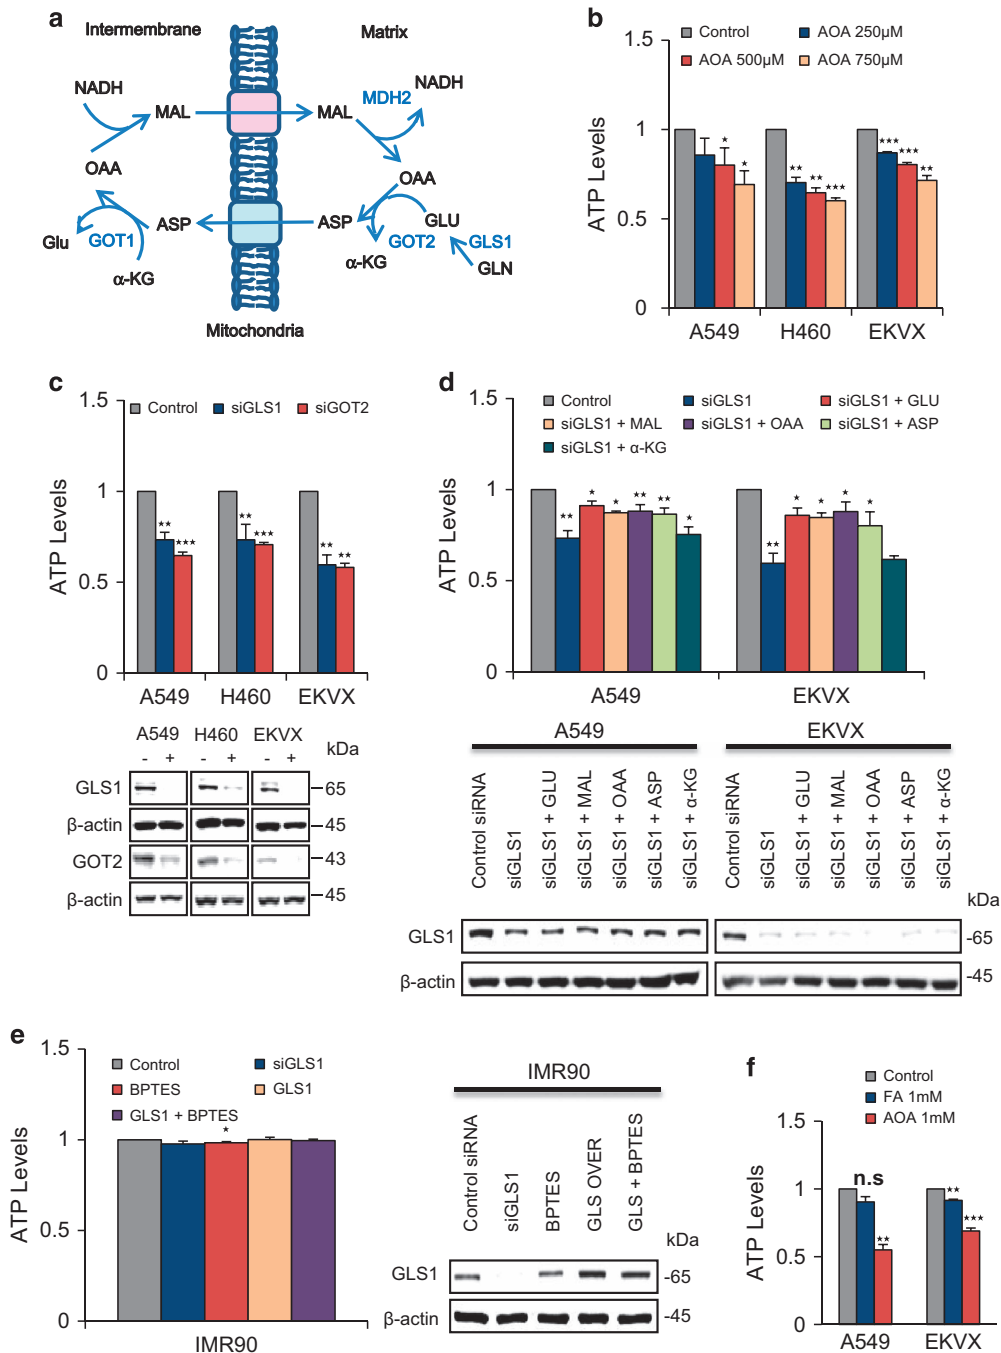 a
Intermembrane
Matrix
NADH
MAL
MAL
MDH2
NADH
OAA
OAA
Glu
GOT1
ASP
ASP
GLU
α-KG
α-KG
GOT2
GLS1
GLN
Mitochondria
b
Control
AOA 250µM
AOA 500µM
AOA 750µM
ATP Levels
1.5
1
0.5
0
★ ★
★★ ★★ ★★★
★★★ ★★★ ★★
A549 H460 EKVX
c
Control siGLS1 siGOT2
ATP Levels
1.5
1
0.5
0
★★ ★★★
★★ ★★★
★★ ★★
A549 H460 EKVX
A549 H460 EKVX
- + - + - + kDa
GLS1 65
β-actin 45
GOT2 43
β-actin 45
d
Control siGLS1 siGLS1 + GLU
siGLS1 + MAL siGLS1 + OAA siGLS1 + ASP
siGLS1 + α-KG
ATP Levels
1.5
1
0.5
0
★★ ★ ★ ★★ ★★ ★
★★ ★ ★ ★ ★
A549 EKVX
A549 EKVX
Control siRNA
siGLS1
siGLS1 + GLU
siGLS1 + MAL
siGLS1 + OAA
siGLS1 + ASP
siGLS1 + α-KG
Control siRNA
siGLS1
siGLS1 + GLU
siGLS1 + MAL
siGLS1 + OAA
siGLS1 + ASP
siGLS1 + α-KG
kDa
GLS1 -65
β-actin -45
e
Control siGLS1
BPTES GLS1
GLS1 + BPTES
ATP Levels
1.5
1
0.5
0
★
IMR90
IMR90
Control siRNA
siGLS1
BPTES
GLS OVER
GLS + BPTES
kDa
GLS1 -65
β-actin -45
f
Control
FA 1mM
AOA 1mM
ATP Levels
1.5
1
0.5
0
n.s
★★
★★
★★★
A549 EKVX